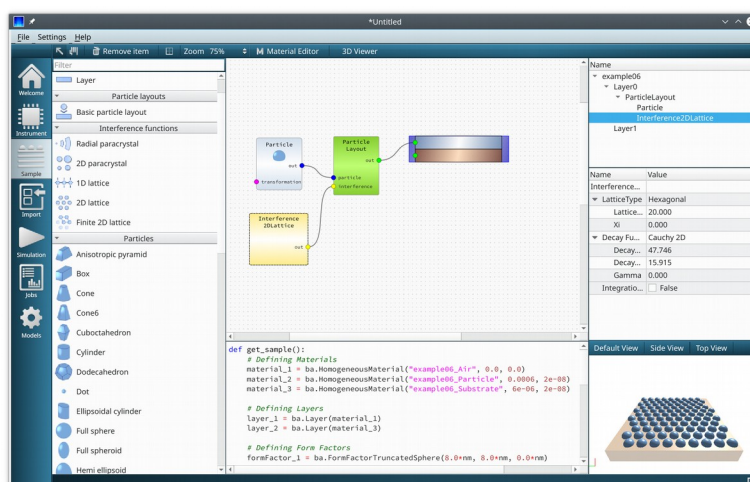 *Untitled
File Settings Help
Remove item Zoom 75% M Material Editor 3D Viewer
Welcome
Instrument
Sample
Import
Simulation
Jobs
Models
Filter
Layer
Particle layouts
Basic particle layout
Interference functions
Radial paracrystal
2D paracrystal
1D lattice
2D lattice
Finite 2D lattice
Particles
Anisotropic pyramid
Box
Cone
Cone6
Cuboctahedron
Cylinder
Dodecahedron
Dot
Ellipsoidal cylinder
Full sphere
Full spheroid
Hemi ellipsoid
Particle
out
transformation
Particle
Layout
out
particle
interference
Interference
2DLattice
out
def get_sample():
# Defining Materials
material_1 = ba.HomogeneousMaterial("example06_Air", 0.0, 0.0)
material_2 = ba.HomogeneousMaterial("example06_Particle", 0.0006, 2e-08)
material_3 = ba.HomogeneousMaterial("example06_Substrate", 6e-06, 2e-08)
# Defining Layers
layer_1 = ba.Layer(material_1)
layer_2 = ba.Layer(material_3)
# Defining Form Factors
formFactor_1 = ba.FormFactorTruncatedSphere(8.0*nm, 8.0*nm, 0.0*nm)
Name
example06
Layer0
ParticleLayout
Particle
Interference2DLattice
Layer1
Name Value
Interference...
LatticeType Hexagonal
Lattice... 20.000
Xi 0.000
Decay Fu... Cauchy 2D
Decay... 47.746
Decay... 15.915
Gamma 0.000
Integratio... False
Default View Side View Top View